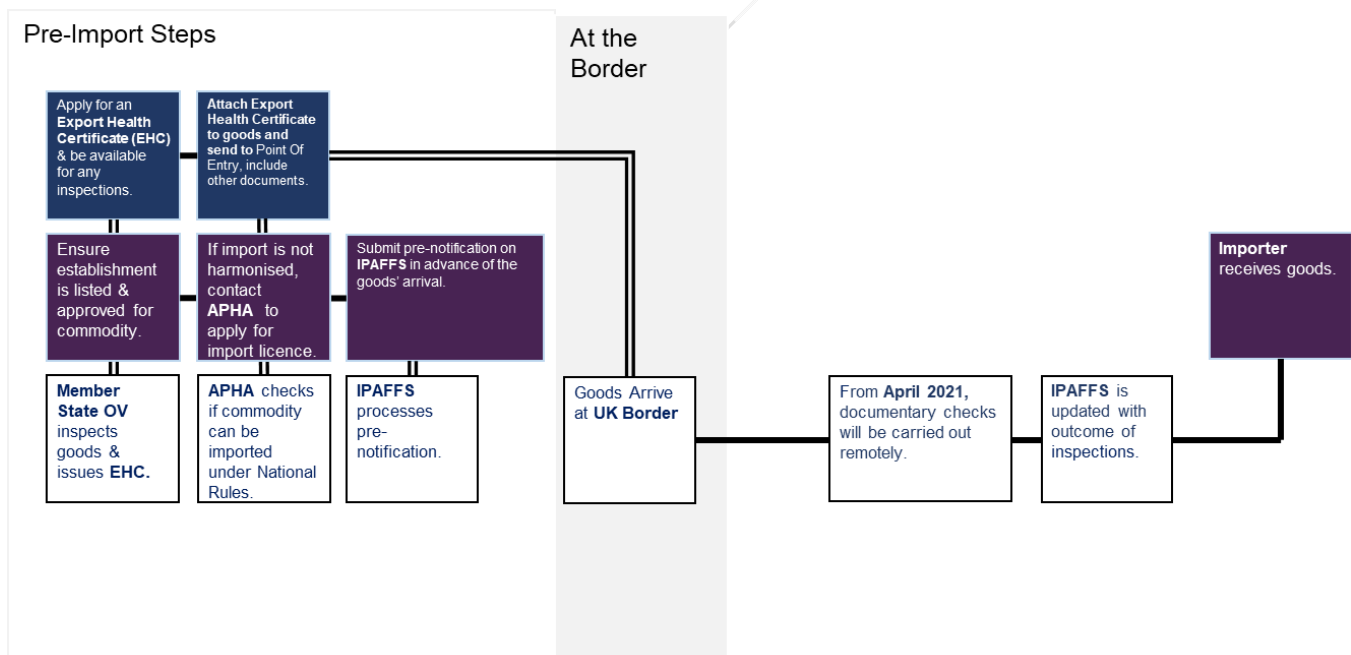 Pre-Import Steps
At the
Border
Apply for an
Export Health
Certificate (EHC)
& be available
for any
inspections.
Attach Export
Health Certificate
to goods and
send to Point Of
Entry, include
other documents.
Ensure
establishment
is listed &
approved for
commodity.
If import is not
harmonised,
contact
APHA to
apply for
import licence.
Submit pre-notification on
IPAFFS in advance of the
goods' arrival.
Importer
receives goods.
Member
State OV
inspects
goods &
issues EHC.
APHA checks
if commodity
can be
imported
under National
Rules.
IPAFFS
processes
pre-
notification.
Goods Arrive
at UK Border
From April 2021,
documentary checks
will be carried out
remotely.
IPAFFS is
updated with
outcome of
inspections.